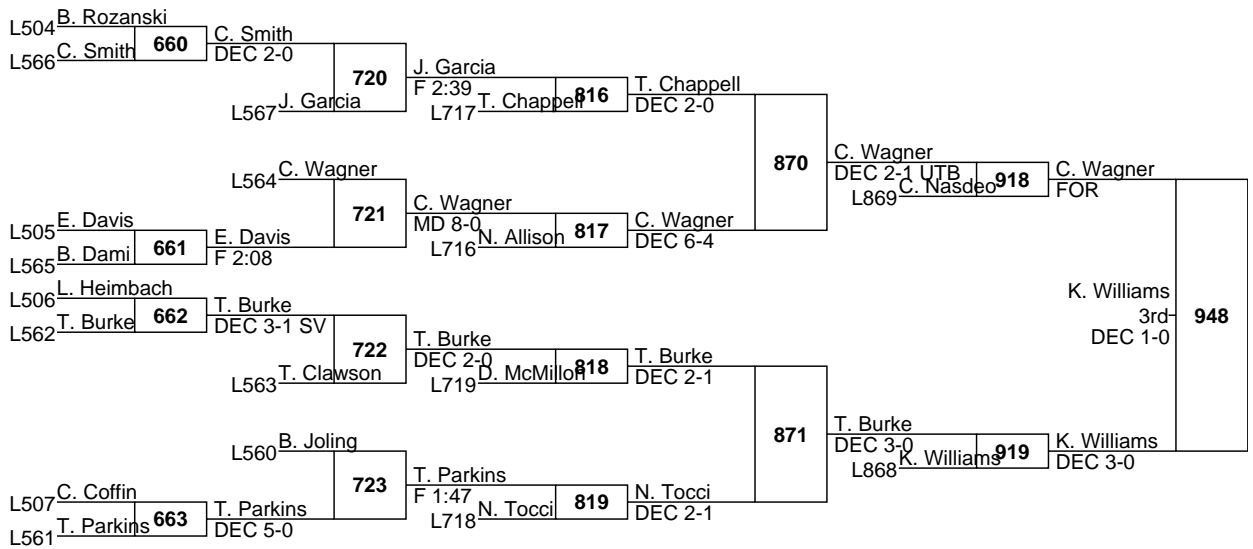 L504 B. Rozanski
660
L566 C. Smith
C. Smith
DEC 2-0
720
L567 J. Garcia
J. Garcia
F 2:39
816
L717 T. Chappell
T. Chappell
DEC 2-0
870
L564 C. Wagner
721
L505 E. Davis
661
L565 B. Dami
E. Davis
F 2:08
C. Wagner
MD 8-0
817
L716 N. Allison
C. Wagner
DEC 6-4
C. Wagner
DEC 2-1 UTB
918
L869 C. Nasdeo
C. Wagner
FOR
L506 L. Heimbach
662
L562 T. Burke
T. Burke
DEC 3-1 SV
722
L563 T. Clawson
T. Burke
DEC 2-0
818
L719 D. McMillon
T. Burke
DEC 2-1
871
L560 B. Joling
723
L507 C. Coffin
663
L561 T. Parkins
T. Parkins
DEC 5-0
T. Parkins
F 1:47
819
L718 N. Tocci
N. Tocci
DEC 2-1
T. Burke
DEC 3-0
919
L868 K. Williams
K. Williams
DEC 3-0
K. Williams
3rd
DEC 1-0
948